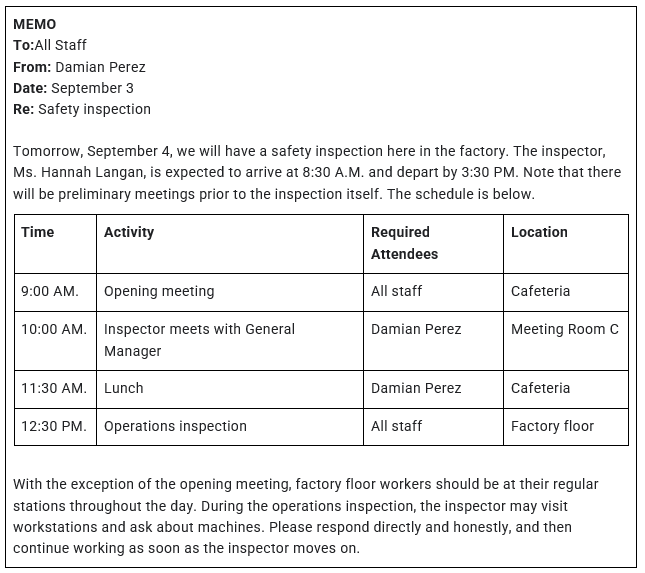 MEMO
To:All Staff
From: Damian Perez
Date: September 3
Re: Safety inspection
Tomorrow, September 4, we will have a safety inspection here in the factory. The inspector,
Ms. Hannah Langan, is expected to arrive at 8:30 A.M. and depart by 3:30 PM. Note that there
will be preliminary meetings prior to the inspection itself. The schedule is below.
Time Activity Required Attendees Location
9:00 AM. Opening meeting All staff Cafeteria
10:00 AM. Inspector meets with General Manager Damian Perez Meeting Room C
11:30 AM. Lunch Damian Perez Cafeteria
12:30 PM. Operations inspection All staff Factory floor
With the exception of the opening meeting, factory floor workers should be at their regular
stations throughout the day. During the operations inspection, the inspector may visit
workstations and ask about machines. Please respond directly and honestly, and then
continue working as soon as the inspector moves on.